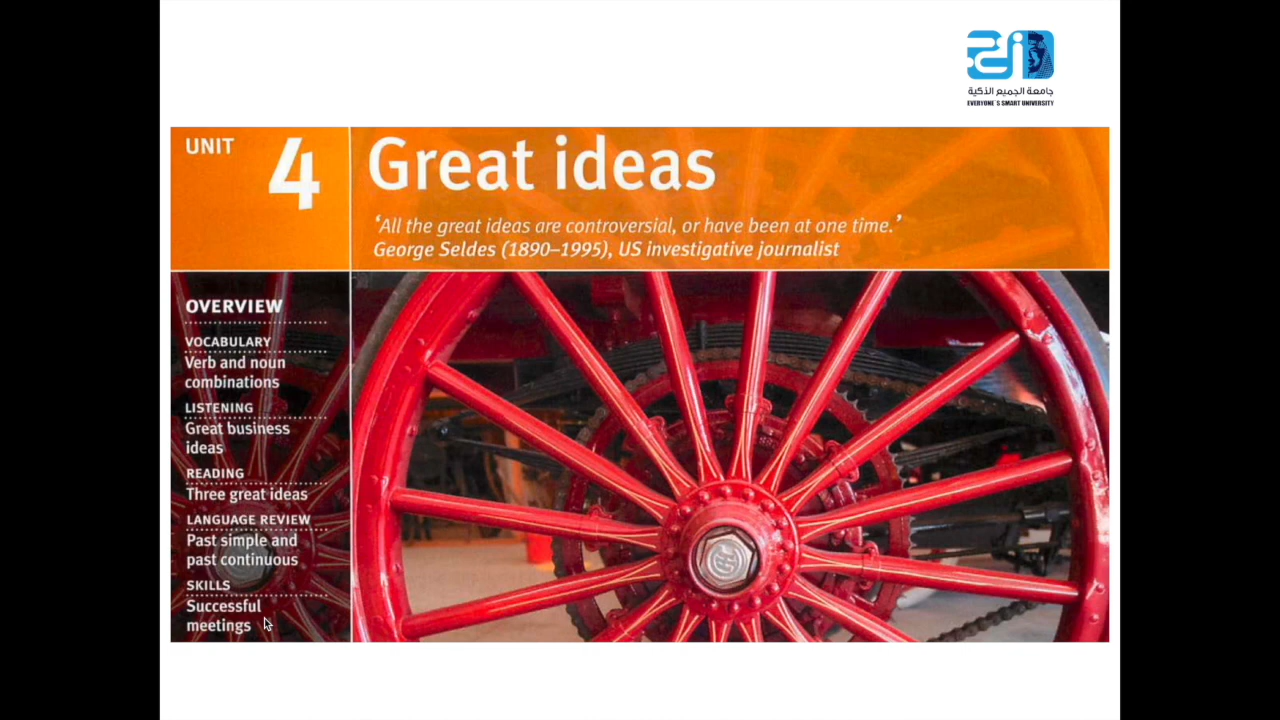 جامعة الجميع الذكية
EVERYONE`S SMART UNIVERSITY
UNIT
4
Great ideas
‘All the great ideas are controversial, or have been at one time.’
George Seldes (1890–1995), US investigative journalist
OVERVIEW
VOCABULARY
Verb and noun
combinations
LISTENING
Great business
ideas
READING
Three great ideas
LANGUAGE REVIEW
Past simple and
past continuous
SKILLS
Successful
meetings